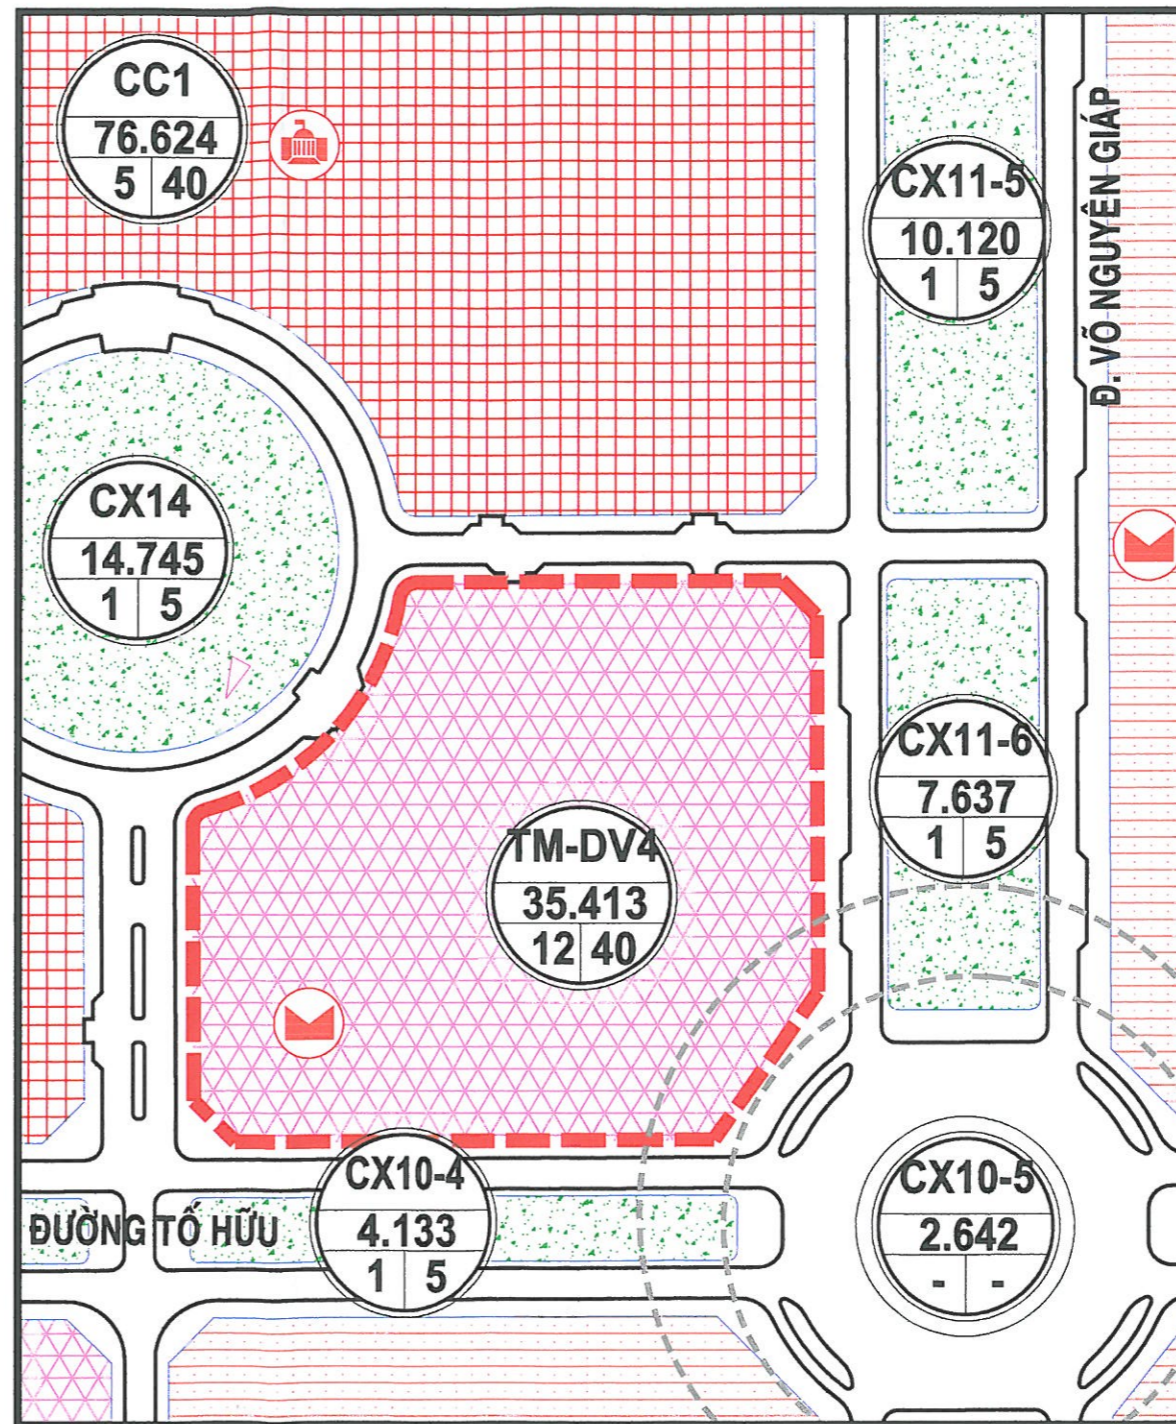 CC1
76.624
5 40
CX11-5
10.120
1 5
Đ. VÕ NGUYÊN GIÁP
CX14
14.745
1 5
CX11-6
7.637
1 5
TM-DV4
35.413
12 40
CX10-4
4.133
1 5
CX10-5
2.642
- -
ĐƯỜNG TỐ HỮU